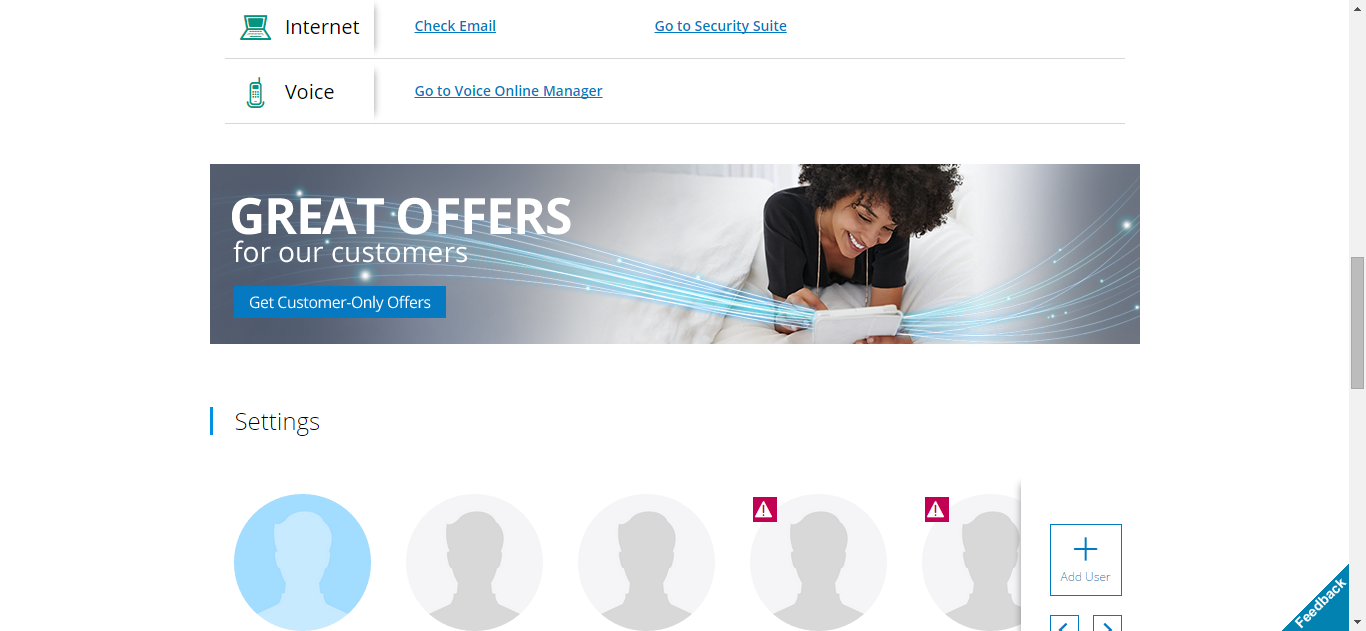 Internet
Check Email
Go to Security Suite
Voice
Go to Voice Online Manager
GREAT OFFERS
for our customers
Get Customer-Only Offers
Settings
Add User
Feedback